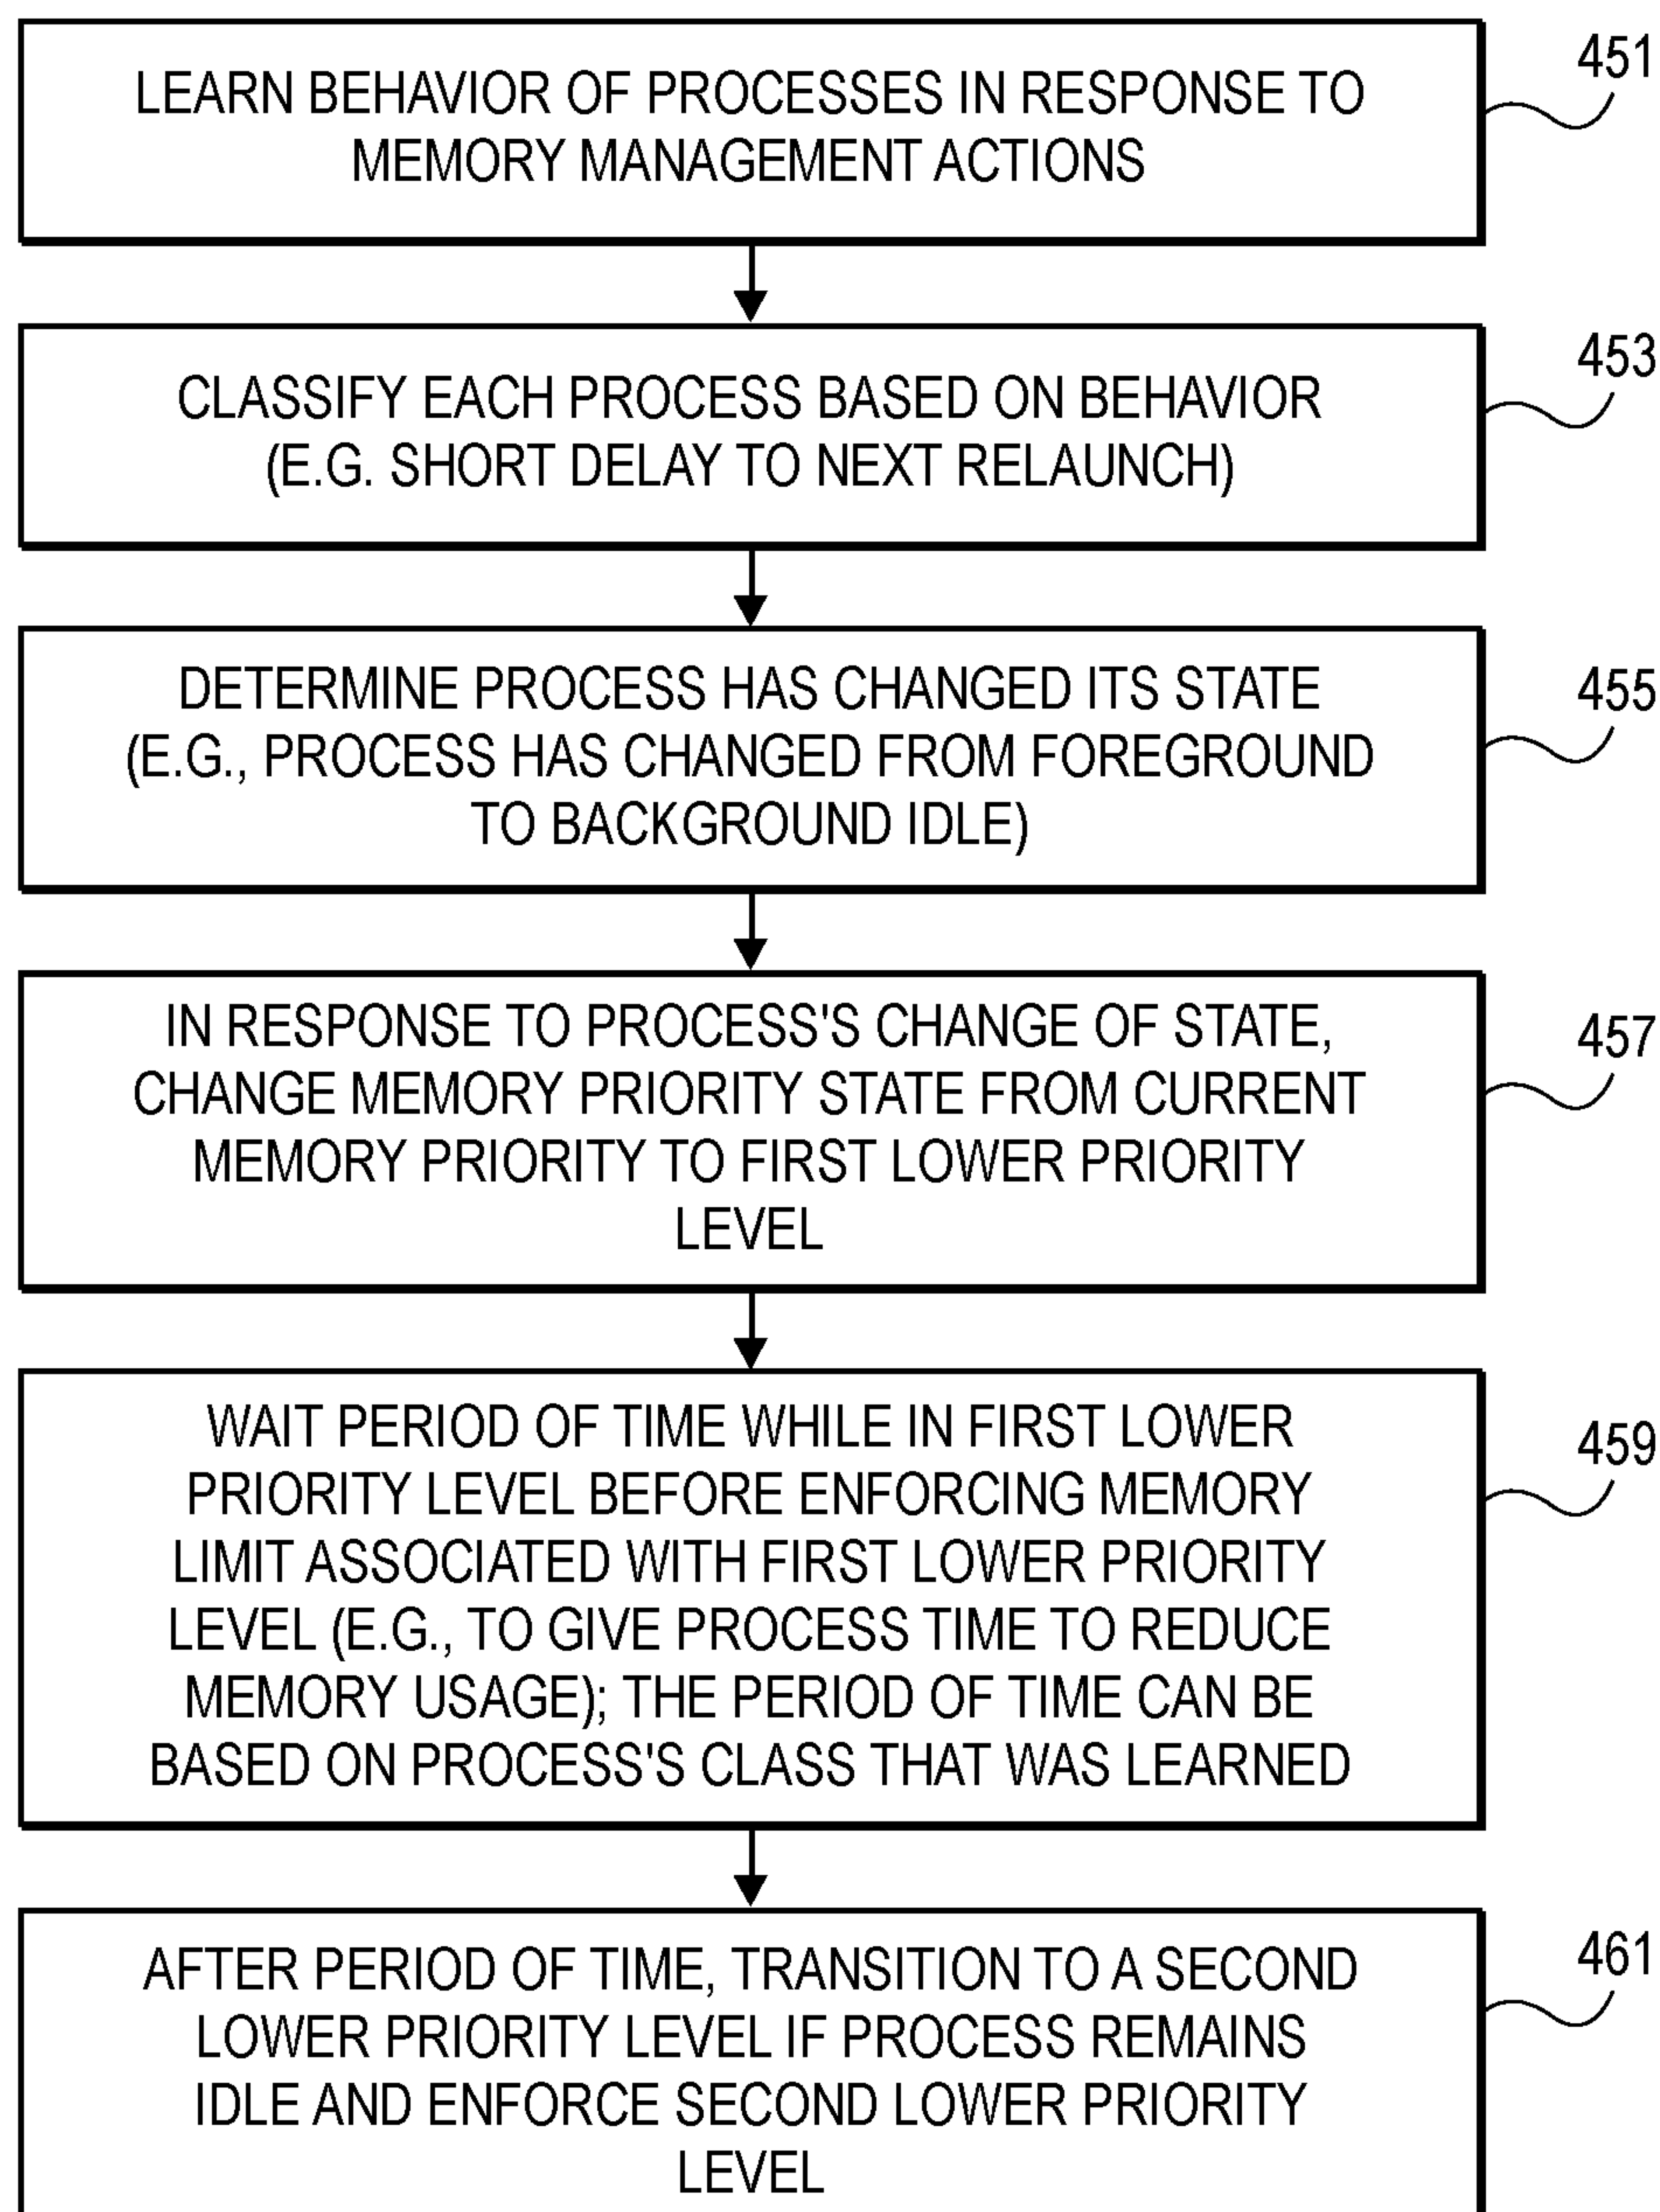 LEARN BEHAVIOR OF PROCESSES IN RESPONSE TO
MEMORY MANAGEMENT ACTIONS
451
CLASSIFY EACH PROCESS BASED ON BEHAVIOR
(E.G. SHORT DELAY TO NEXT RELAUNCH)
453
DETERMINE PROCESS HAS CHANGED ITS STATE
(E.G., PROCESS HAS CHANGED FROM FOREGROUND
TO BACKGROUND IDLE)
455
IN RESPONSE TO PROCESS'S CHANGE OF STATE,
CHANGE MEMORY PRIORITY STATE FROM CURRENT
MEMORY PRIORITY TO FIRST LOWER PRIORITY
LEVEL
457
WAIT PERIOD OF TIME WHILE IN FIRST LOWER
PRIORITY LEVEL BEFORE ENFORCING MEMORY
LIMIT ASSOCIATED WITH FIRST LOWER PRIORITY
LEVEL (E.G., TO GIVE PROCESS TIME TO REDUCE
MEMORY USAGE); THE PERIOD OF TIME CAN BE
BASED ON PROCESS'S CLASS THAT WAS LEARNED
459
AFTER PERIOD OF TIME, TRANSITION TO A SECOND
LOWER PRIORITY LEVEL IF PROCESS REMAINS
IDLE AND ENFORCE SECOND LOWER PRIORITY
LEVEL
461